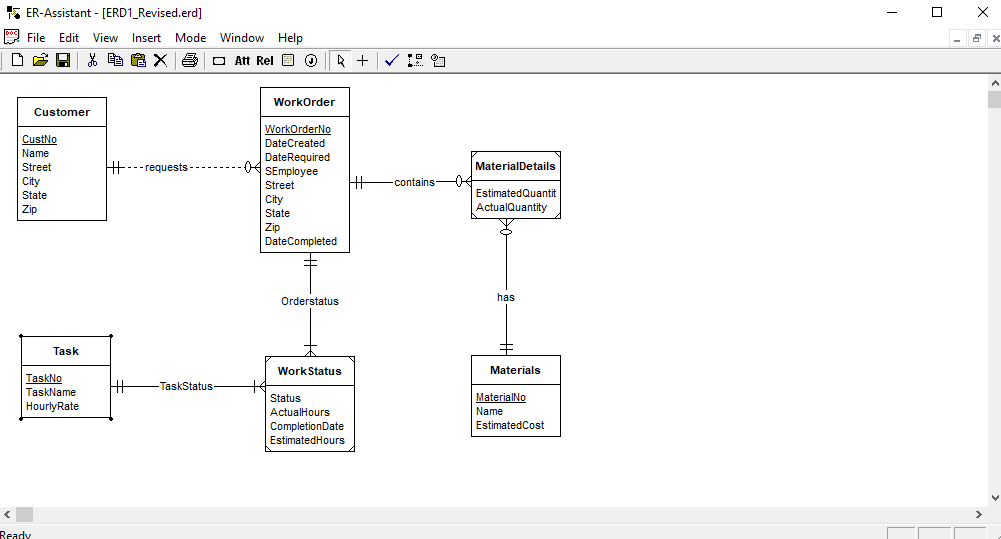 ER-Assistant - [ERD1_Revised.erd]
File Edit View Insert Mode Window Help
Att Rel
Customer
CustNo
Name
Street
City
State
Zip
requests
WorkOrder
WorkOrderNo
DateCreated
DateRequired
SEmployee
Street
City
State
Zip
DateCompleted
contains
MaterialDetails
EstimatedQuantit
ActualQuantity
Orderstatus
has
Task
TaskNo
TaskName
HourlyRate
TaskStatus
WorkStatus
Status
ActualHours
CompletionDate
EstimatedHours
Materials
MaterialNo
Name
EstimatedCost
Ready